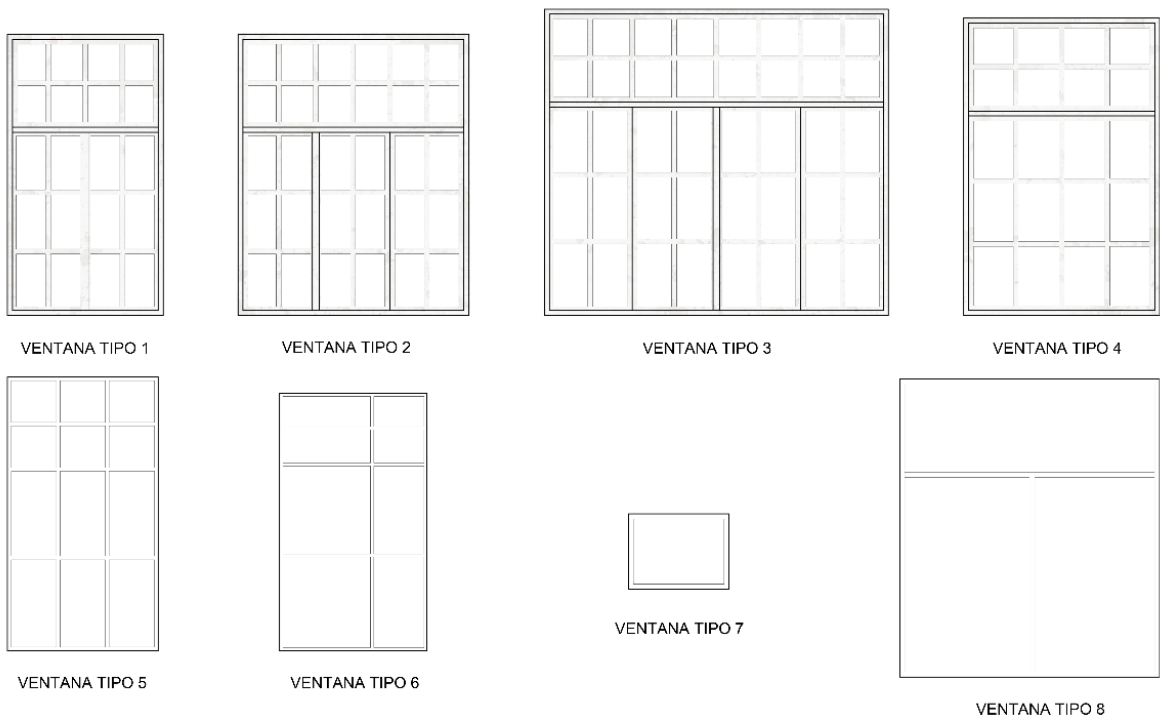 VENTANA TIPO 1
VENTANA TIPO 2
VENTANA TIPO 3
VENTANA TIPO 4
VENTANA TIPO 5
VENTANA TIPO 6
VENTANA TIPO 7
VENTANA TIPO 8